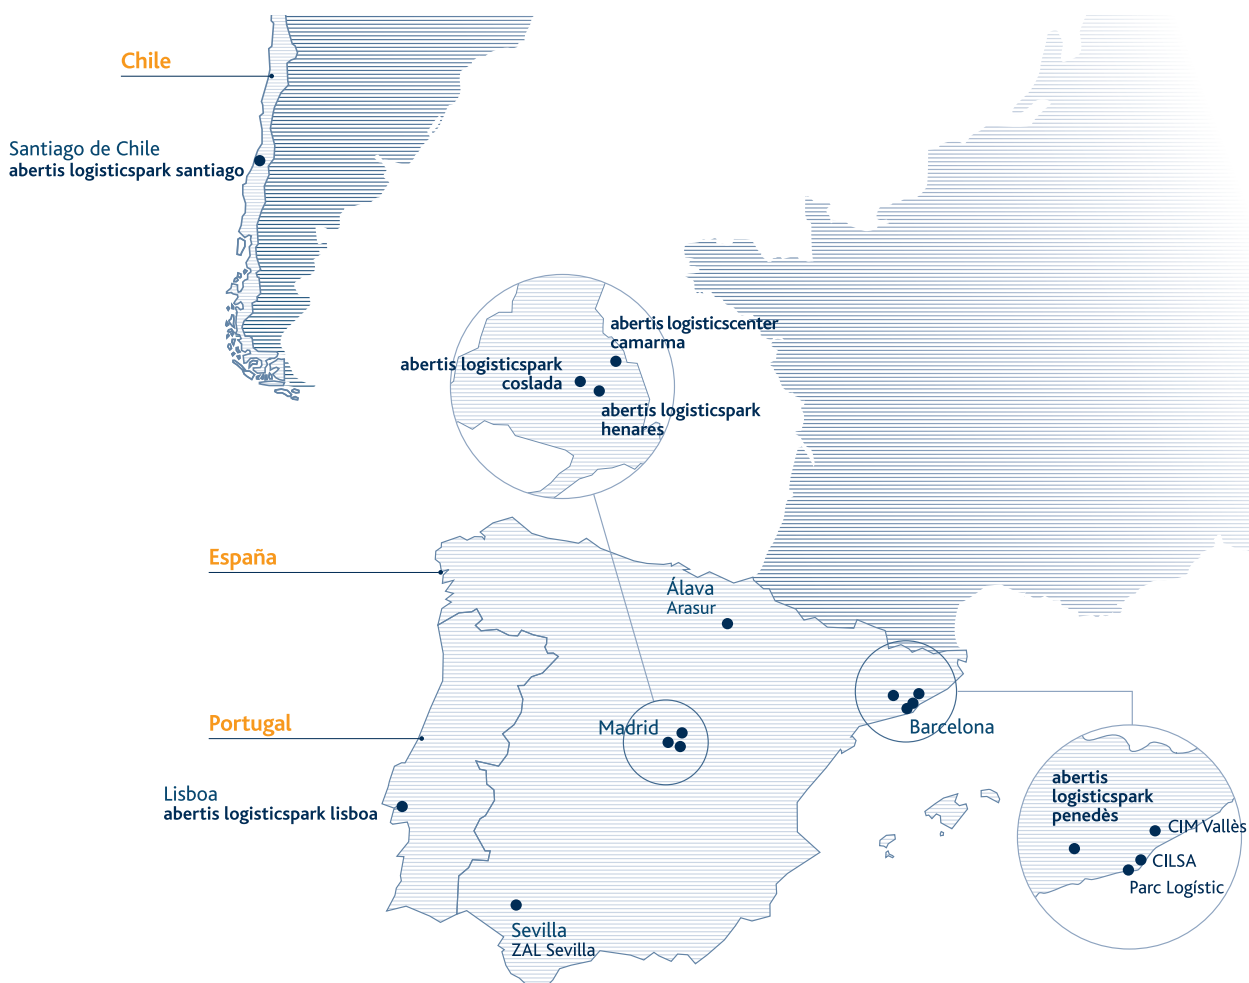 Chile
Santiago de Chile
abertis logisticspark santiago
abertis logisticscenter
camarma
abertis logisticspark
coslada
abertis logisticspark
henares
España
Álava
Arasur
Portugal
Madrid
Barcelona
Lisboa
abertis logisticspark lisboa
abertis
logisticspark
penedès
CIM Vallès
CILSA
Parc Logístic
Sevilla
ZAL Sevilla